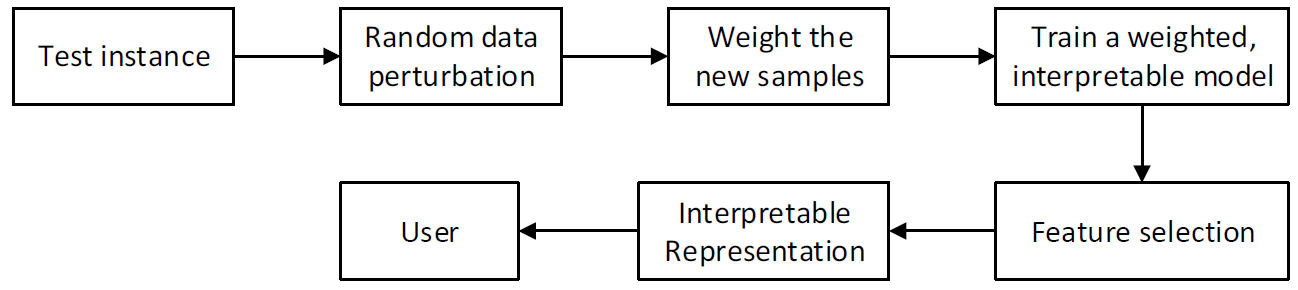 Test instance
Random data
perturbation
Weight the
new samples
Train a weighted,
interpretable model
Feature selection
Interpretable
Representation
User